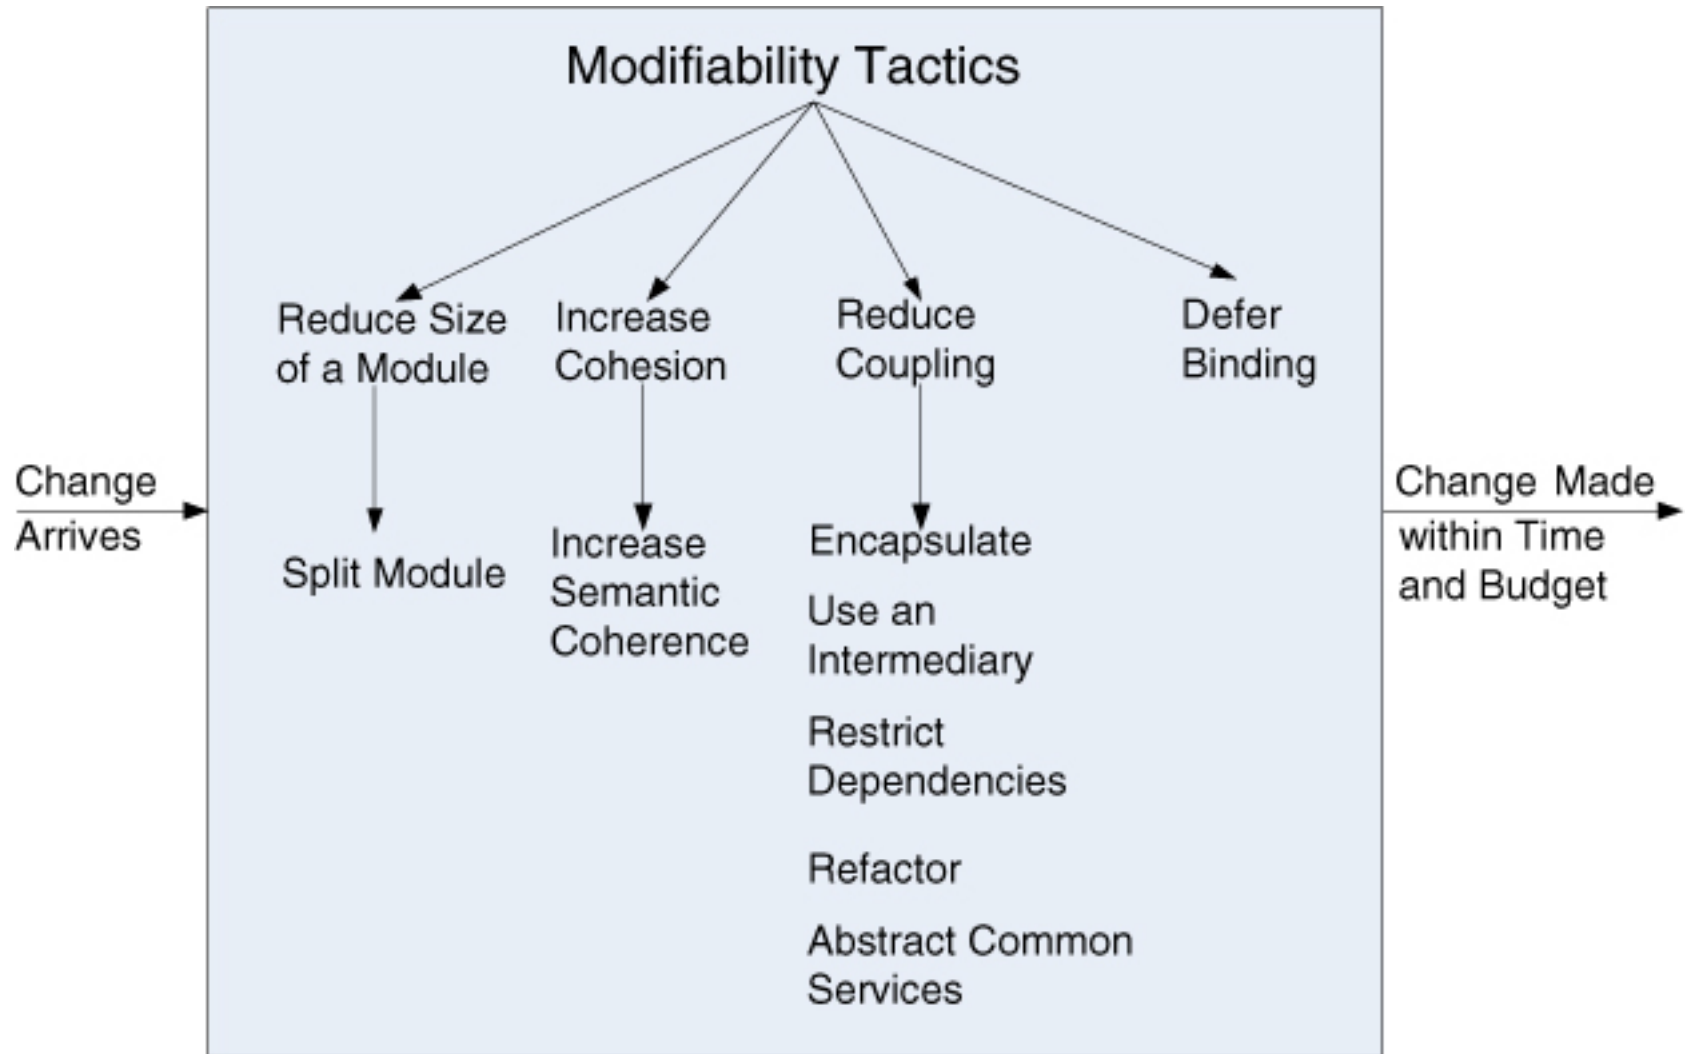 Modifiability Tactics
Reduce Size
of a Module
Increase
Cohesion
Reduce
Coupling
Defer
Binding
Change
Arrives
Split Module
Increase
Semantic
Coherence
Encapsulate
Use an
Intermediary
Restrict
Dependencies
Refactor
Abstract Common
Services
Change Made
within Time
and Budget